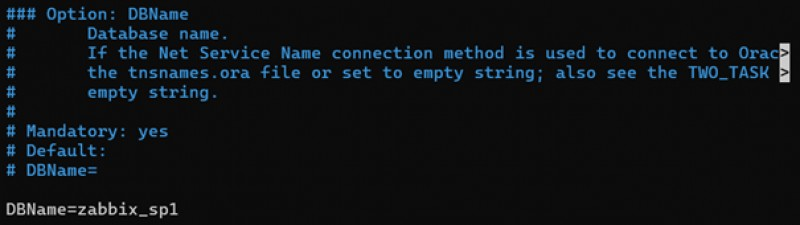 ### Option: DBName
#       Database name.
#       If the Net Service Name connection method is used to connect to Orac>
#       the tnsnames.ora file or set to empty string; also see the TWO_TASK >
#       empty string.
#
# Mandatory: yes
# Default:
# DBName=

DBName=zabbix_sp1